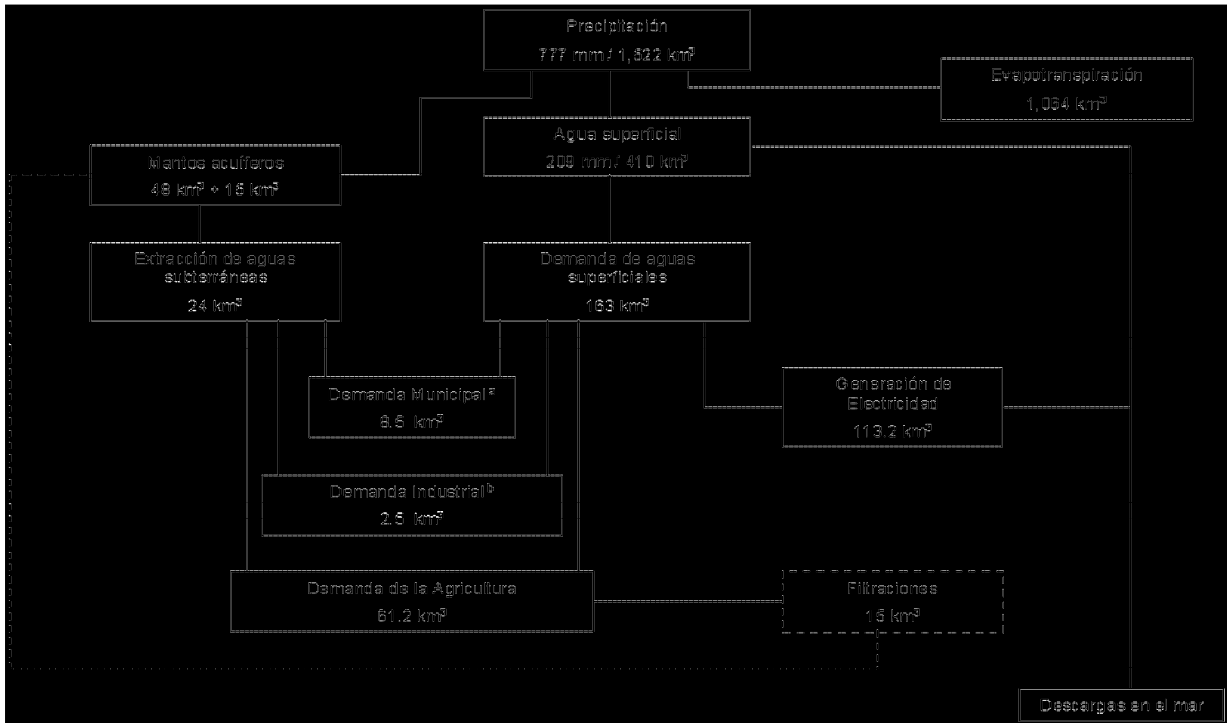 Precipitación
777 mm / 1,522 km³
Evapotranspiración
1,064 km³
Agua superficial
209 mm / 410 km³
Mantos acuíferos
48 km³ + 15 km³
Extracción de aguas
subterráneas
24 km³
Demanda de aguas
superficiales
163 km³
Demanda Municipal ᵃ
8.5 km³
Generación de
Electricidad
113.2 km³
Demanda Industrial ᵇ
2.5 km³
Demanda de la Agricultura
61.2 km³
Filtraciones
15 km³
Descargas en el mar